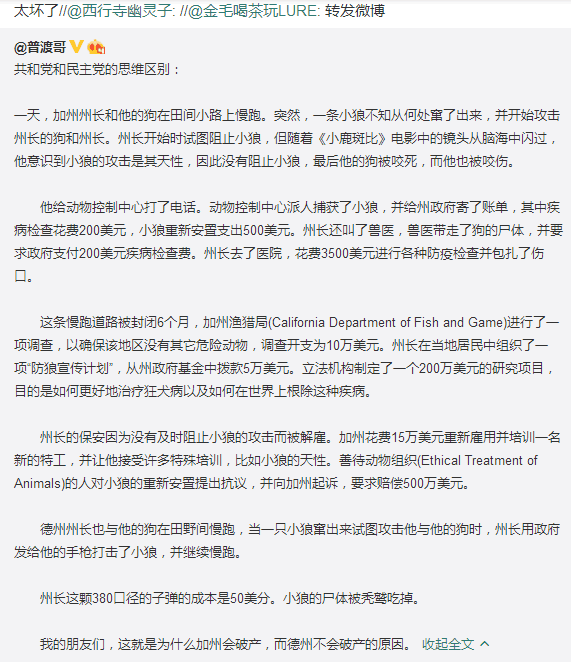 太坏了//@西行寺幽灵子: //@金毛喝茶玩LURE: 转发微博
@普渡哥
共和党和民主党的思维区别：
一天，加州州长和他的狗在田间小路上慢跑。突然，一条小狼不知从何处窜了出来，并开始攻击
州长的狗和州长。州长开始时试图阻止小狼，但随着《小鹿斑比》电影中的镜头从脑海中闪过，
他意识到小狼的攻击是其天性，因此没有阻止小狼，最后他的狗被咬死，而他也被咬伤。
他给动物控制中心打了电话。动物控制中心派人捕获了小狼，并给州政府寄了账单，其中疾
病检查花费200美元，小狼重新安置支出500美元。州长还叫了兽医，兽医带走了狗的尸体，并要
求政府支付200美元疾病检查费。州长去了医院，花费3500美元进行各种防疫检查并包扎了伤
口。
这条慢跑道路被封闭6个月，加州渔猎局(California Department of Fish and Game)进行了一
项调查，以确保该地区没有其它危险动物，调查开支为10万美元。州长在当地居民中组织了一
项“防狼宣传计划”，从州政府基金中拨款5万美元。立法机构制定了一个200万美元的研究项目，
目的是如何更好地治疗狂犬病以及如何在世界上根除这种疾病。
州长的保安因为没有及时阻止小狼的攻击而被解雇。加州花费15万美元重新雇用并培训一名
新的特工，并让他接受许多特殊培训，比如小狼的天性。善待动物组织(Ethical Treatment of
Animals)的人对小狼的重新安置提出抗议，并向加州起诉，要求赔偿500万美元。
德州州长也与他的狗在田野间慢跑，当一只小狼窜出来试图攻击他与他的狗时，州长用政府
发给他的手枪打击了小狼，并继续慢跑。
州长这颗380口径的子弹的成本是50美分。小狼的尸体被秃鹫吃掉。
我的朋友们，这就是为什么加州会破产，而德州不会破产的原因。 收起全文